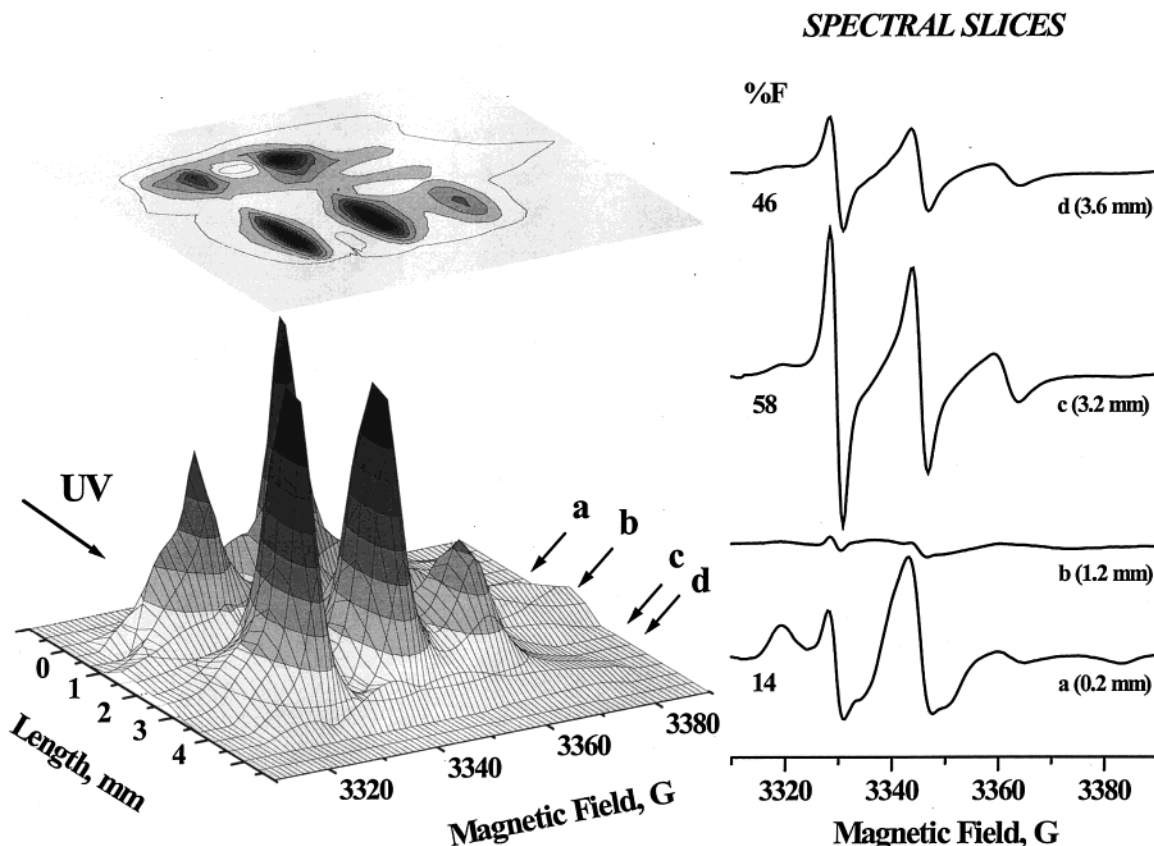 SPECTRAL SLICES
%F
46
d (3.6 mm)
58
c (3.2 mm)
b (1.2 mm)
14
a (0.2 mm)
3320 3340 3360 3380
Magnetic Field, G
UV
a
b
c
d
0
1
2
3
4
Length, mm
3320
3340
3360
3380
Magnetic Field, G